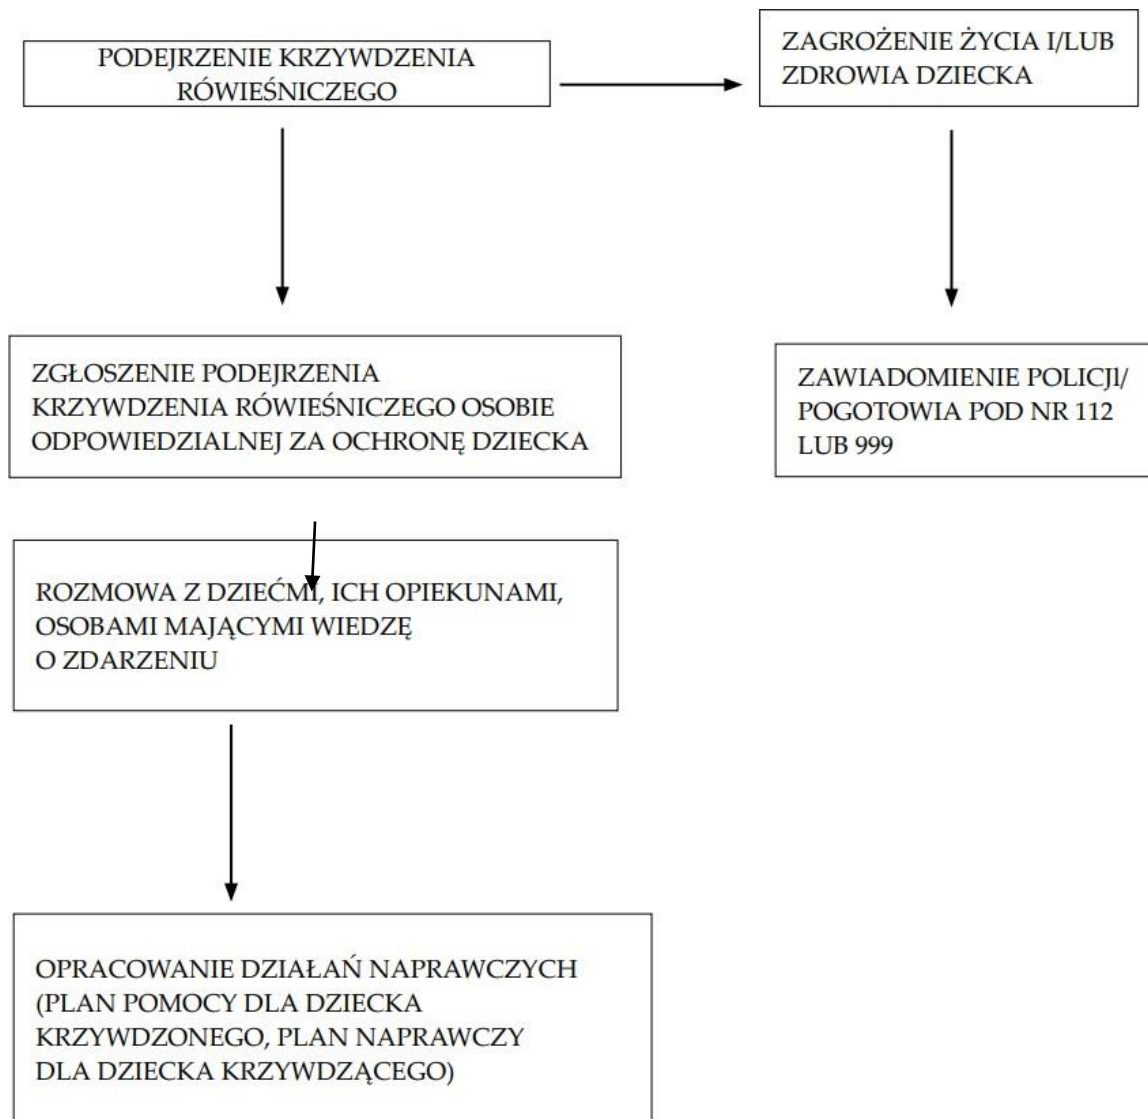 PODEJRZENIE KRZYWDZENIA
RÓWIEŚNICZEGO
ZAGROŻENIE ŻYCIA I/LUB
ZDROWIA DZIECKA
ZGŁOSZENIE PODEJRZENIA
KRZYWDZENIA RÓWIEŚNICZEGO OSOBIE
ODPOWIEDZIALNEJ ZA OCHRONĘ DZIECKA
ZAWIADOMIENIE POLICJI/
POGOTOWIA POD NR 112
LUB 999
ROZMOWA Z DZIEĆMI, ICH OPIEKUNAMI,
OSOBAMI MAJĄCYMI WIEDZĘ
O ZDARZENIU
OPRACOWANIE DZIAŁAŃ NAPRAWCZYCH
(PLAN POMOCY DLA DZIECKA
KRZYWDZONEGO, PLAN NAPRAWCZY
DLA DZIECKA KRZYWDZĄCEGO)